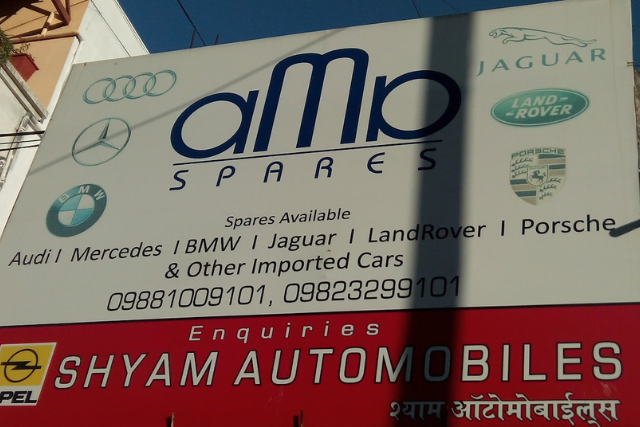 aMp
SPARES
JAGUAR
LAND-
-ROVER
PORSCHE
BMW
Spares Available
Audi I Mercedes I BMW I Jaguar I LandRover I Porsche
& Other Imported Cars
09881009101, 09823299101
Enquiries
SHYAM AUTOMOBILES
PEL
श्याम ऑटोमोबाईल्स